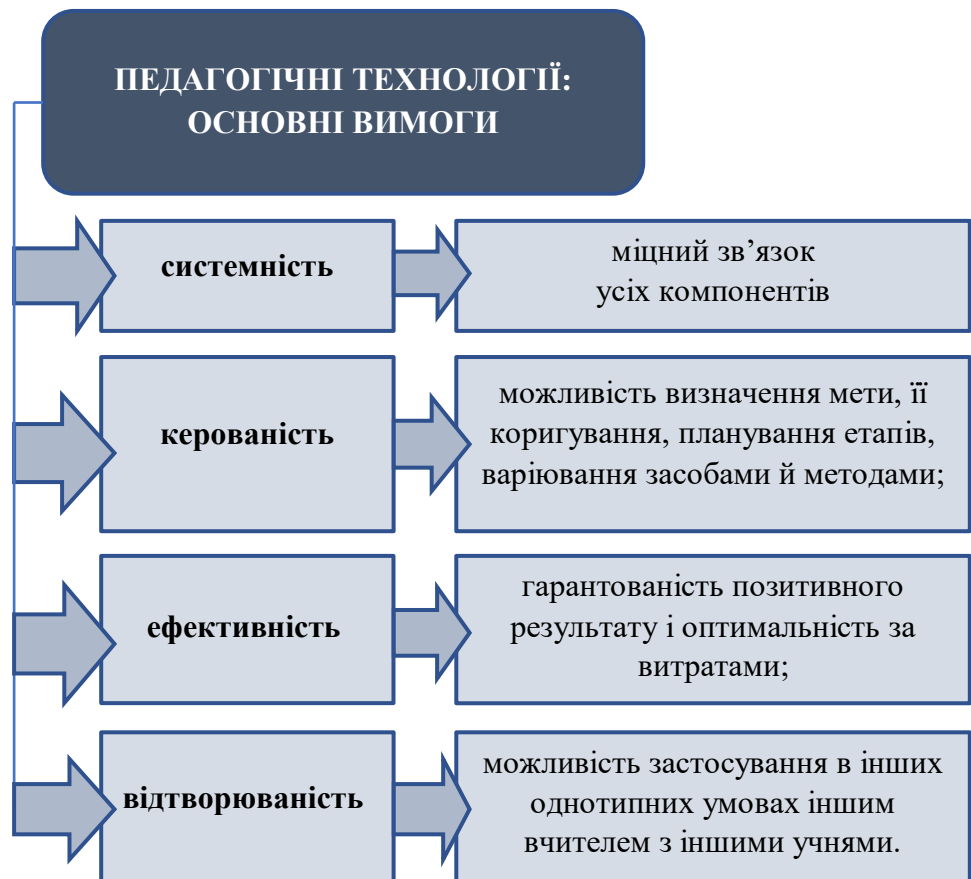 ПЕДАГОГІЧНІ ТЕХНОЛОГІЇ:
ОСНОВНІ ВИМОГИ
системність
міцний зв’язок
усіх компонентів
керованість
можливість визначення мети, її
коригування, планування етапів,
варіювання засобами й методами;
ефективність
гарантованість позитивного
результату і оптимальність за
витратами;
відтворюваність
можливість застосування в інших
однотипних умовах іншим
вчителем з іншими учнями.